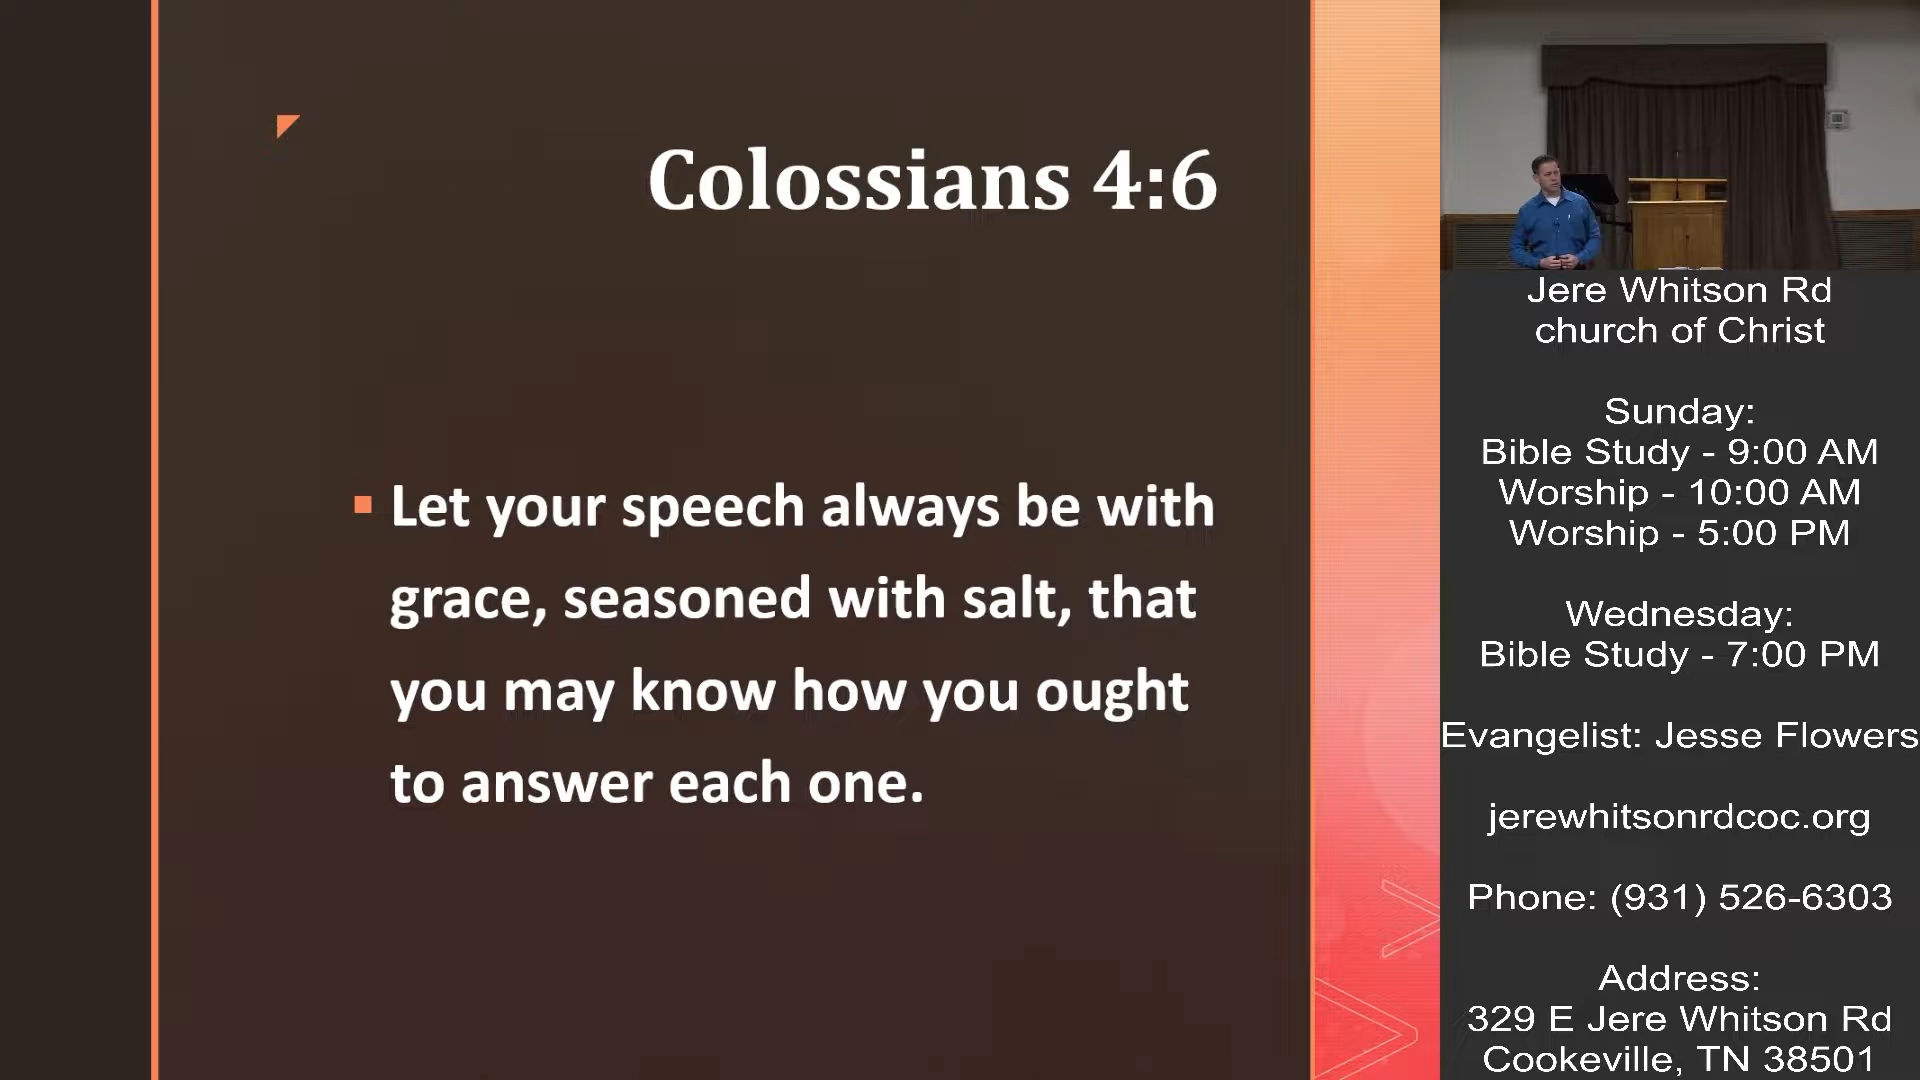 Colossians 4:6
Let your speech always be with
grace, seasoned with salt, that
you may know how you ought
to answer each one.
Jere Whitson Rd
church of Christ
Sunday:
Bible Study - 9:00 AM
Worship - 10:00 AM
Worship - 5:00 PM
Wednesday:
Bible Study - 7:00 PM
Evangelist: Jesse Flowers
jerewhitsonrdcoc.org
Phone: (931) 526-6303
Address:
329 E Jere Whitson Rd
Cookeville, TN 38501